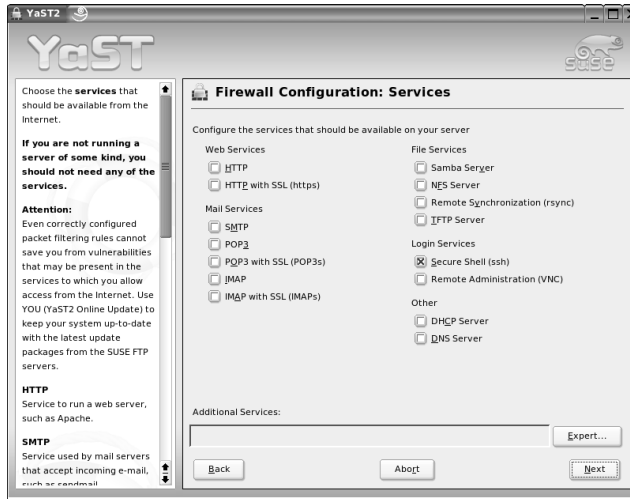 YaST2
YaST
suse
Choose the services that
should be available from the
Internet.
If you are not running a
server of some kind, you
should not need any of the
services.
Attention:
Even correctly configured
packet filtering rules cannot
save you from vulnerabilities
that may be present in the
services to which you allow
access from the Internet. Use
YOU (YaST2 Online Update) to
keep your system up-to-date
with the latest update
packages from the SUSE FTP
servers.
HTTP
Service to run a web server,
such as Apache.
SMTP
Service used by mail servers
that accept incoming e-mail,
such as sendmail
Firewall Configuration: Services
Configure the services that should be available on your server
Web Services
HTTP
HTTP with SSL (https)
Mail Services
SMTP
POP3
POP3 with SSL (POP3s)
IMAP
IMAP with SSL (IMAPs)
File Services
Samba Server
NFS Server
Remote Synchronization (rsync)
TFTP Server
Login Services
Secure Shell (ssh)
Remote Administration (VNC)
Other
DHCP Server
DNS Server
Additional Services:
Expert...
Back
Abort
Next